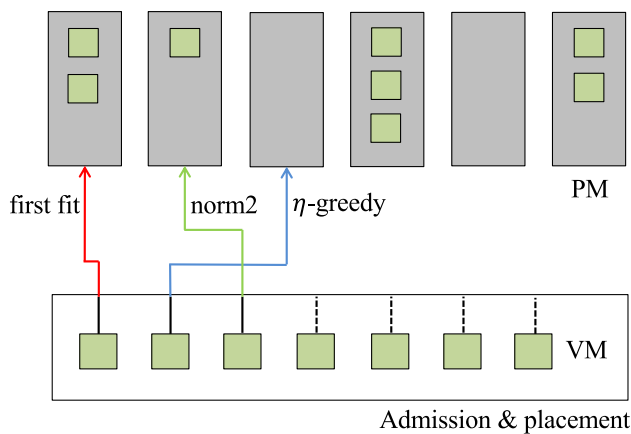 PM
first fit
norm2
η-greedy
VM
Admission & placement